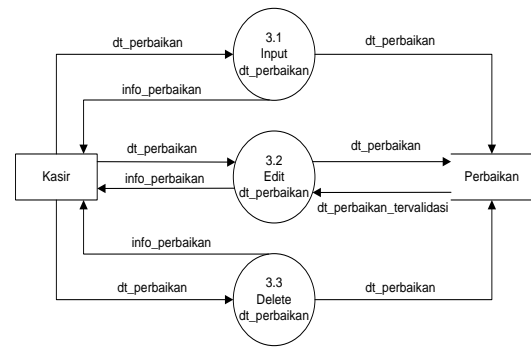 3.1
Input
dt_perbaikan
dt_perbaikan
dt_perbaikan
info_perbaikan
dt_perbaikan
dt_perbaikan
3.2
Edit
dt_perbaikan
Kasir
info_perbaikan
Perbaikan
dt_perbaikan_tervalidasi
info_perbaikan
3.3
Delete
dt_perbaikan
dt_perbaikan
dt_perbaikan